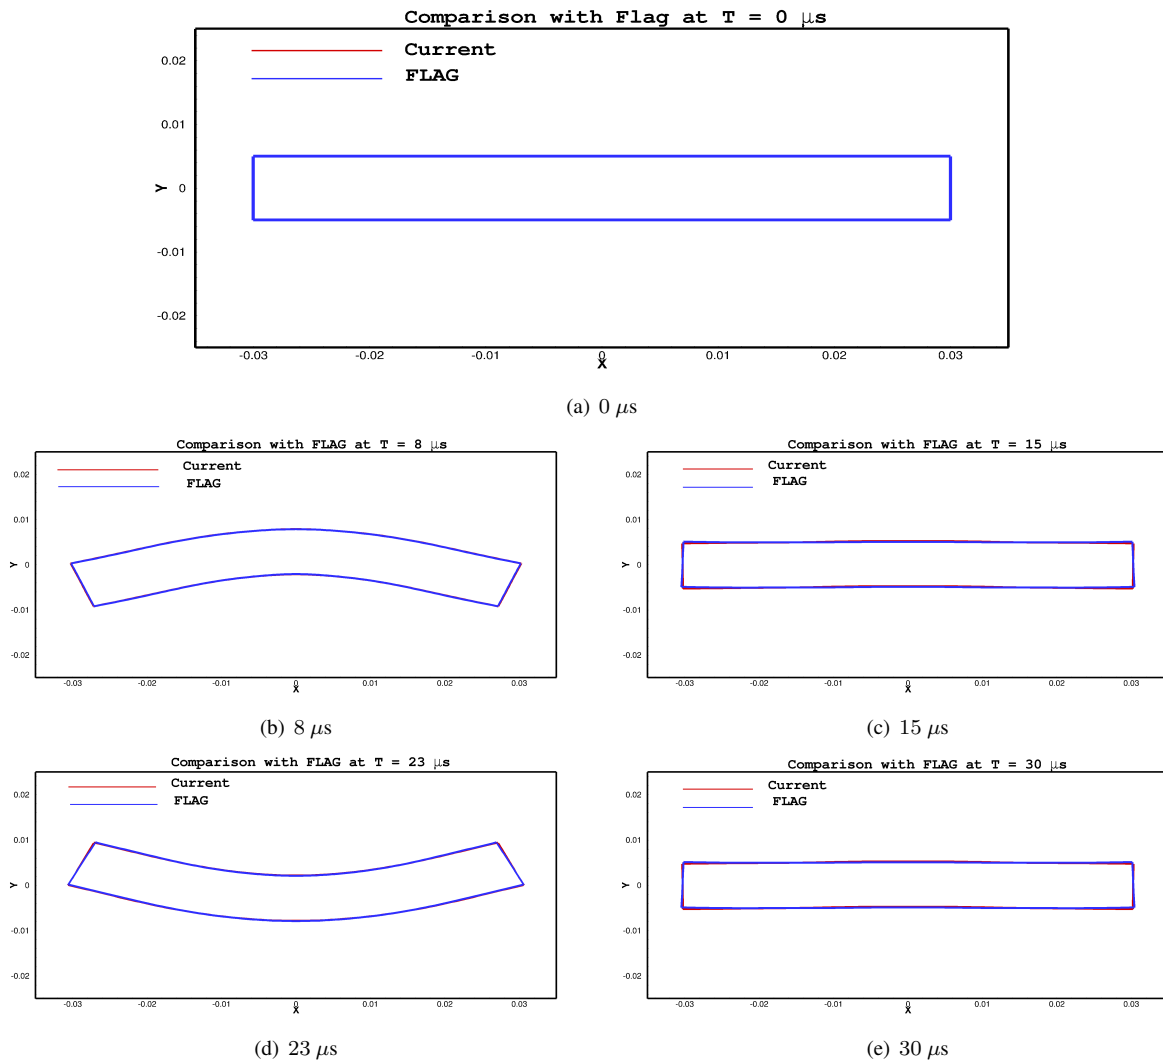 Comparison with Flag at T = 0 μs
Current
FLAG
0.02
0.01
Y 0
-0.01
-0.02
-0.03 -0.02 -0.01 0 0.01 0.02 0.03
X
(a) 0 μs
Comparison with FLAG at T = 8 μs
Current
FLAG
0.02
0.01
Y 0
-0.01
-0.02
-0.03 -0.02 -0.01 0 0.01 0.02 0.03
X
(b) 8 μs
Comparison with FLAG at T = 15 μs
Current
FLAG
0.02
0.01
Y 0
-0.01
-0.02
-0.03 -0.02 -0.01 0 0.01 0.02 0.03
X
(c) 15 μs
Comparison with FLAG at T = 23 μs
Current
FLAG
0.02
0.01
Y 0
-0.01
-0.02
-0.03 -0.02 -0.01 0 0.01 0.02 0.03
X
(d) 23 μs
Comparison with FLAG at T = 30 μs
Current
FLAG
0.02
0.01
Y 0
-0.01
-0.02
-0.03 -0.02 -0.01 0 0.01 0.02 0.03
X
(e) 30 μs